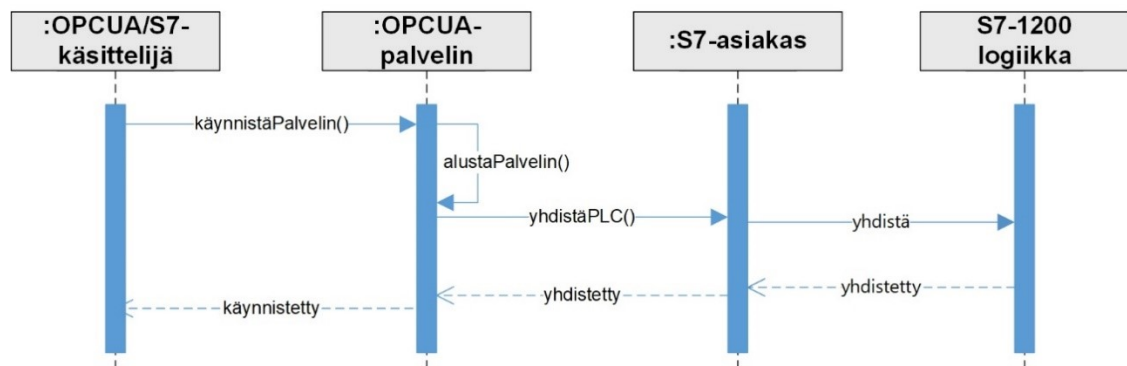 :OPCUA/S7-
käsittelijä
:OPCUA-
palvelin
:S7-asiakas
S7-1200
logiikka
käynnistäPalvelin()
alustaPalvelin()
yhdistäPLC()
yhdistä
yhdistetty
yhdistetty
käynnistetty